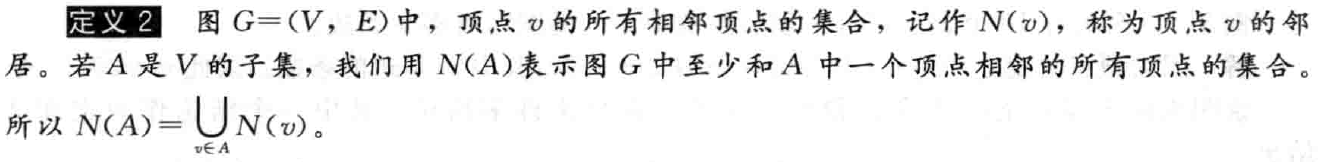 定义2 图 G=(V, E)中，顶点 v 的所有相邻顶点的集合，记作 N(v)，称为顶点 v 的邻
居。若 A 是 V 的子集，我们用 N(A)表示图 G 中至少和 A 中一个顶点相邻的所有顶点的集合。
所以 N(A)=⋃_{v∈A} N(v)。